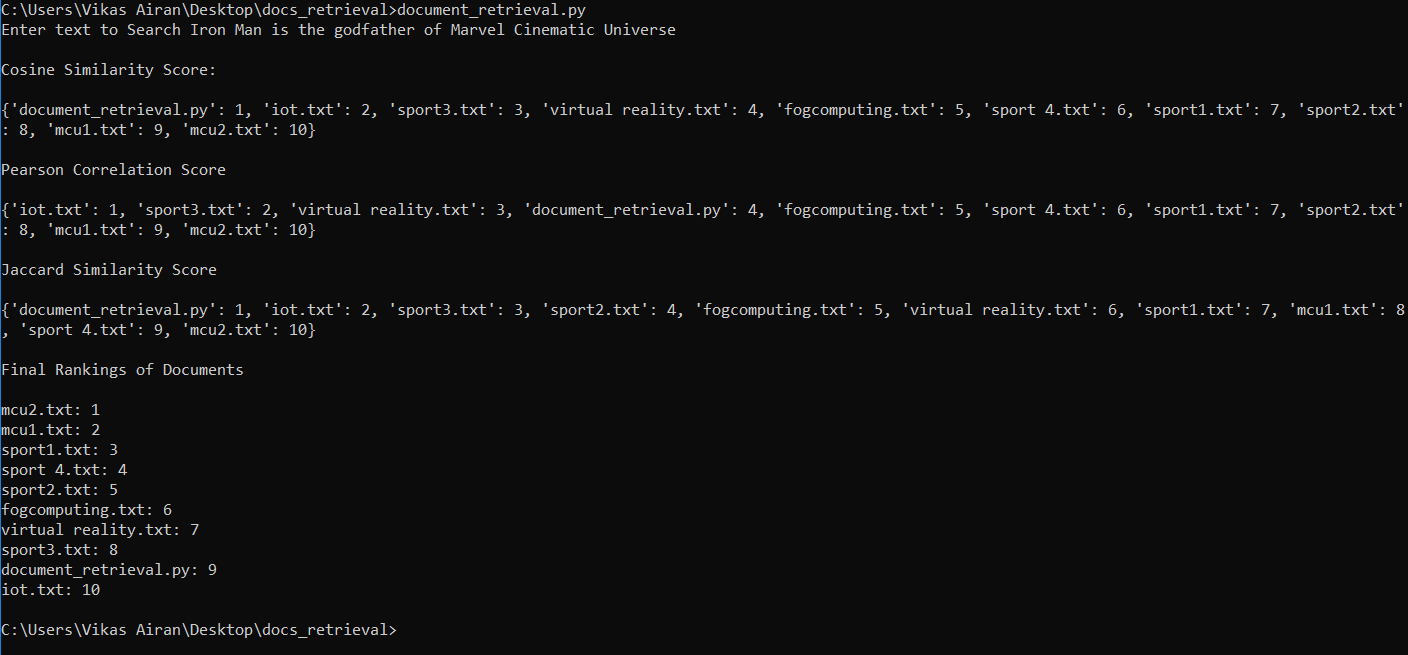 C:\Users\Vikas Airan\Desktop\docs_retrieval>document_retrieval.py
Enter text to Search Iron Man is the godfather of Marvel Cinematic Universe
Cosine Similarity Score:
{'document_retrieval.py': 1, 'iot.txt': 2, 'sport3.txt': 3, 'virtual reality.txt': 4, 'fogcomputing.txt': 5, 'sport 4.txt': 6, 'sport1.txt': 7, 'sport2.txt'
: 8, 'mcu1.txt': 9, 'mcu2.txt': 10}
Pearson Correlation Score
{'iot.txt': 1, 'sport3.txt': 2, 'virtual reality.txt': 3, 'document_retrieval.py': 4, 'fogcomputing.txt': 5, 'sport 4.txt': 6, 'sport1.txt': 7, 'sport2.txt'
: 8, 'mcu1.txt': 9, 'mcu2.txt': 10}
Jaccard Similarity Score
{'document_retrieval.py': 1, 'iot.txt': 2, 'sport3.txt': 3, 'sport2.txt': 4, 'fogcomputing.txt': 5, 'virtual reality.txt': 6, 'sport1.txt': 7, 'mcu1.txt': 8
, 'sport 4.txt': 9, 'mcu2.txt': 10}
Final Rankings of Documents
mcu2.txt: 1
mcu1.txt: 2
sport1.txt: 3
sport 4.txt: 4
sport2.txt: 5
fogcomputing.txt: 6
virtual reality.txt: 7
sport3.txt: 8
document_retrieval.py: 9
iot.txt: 10
C:\Users\Vikas Airan\Desktop\docs_retrieval>